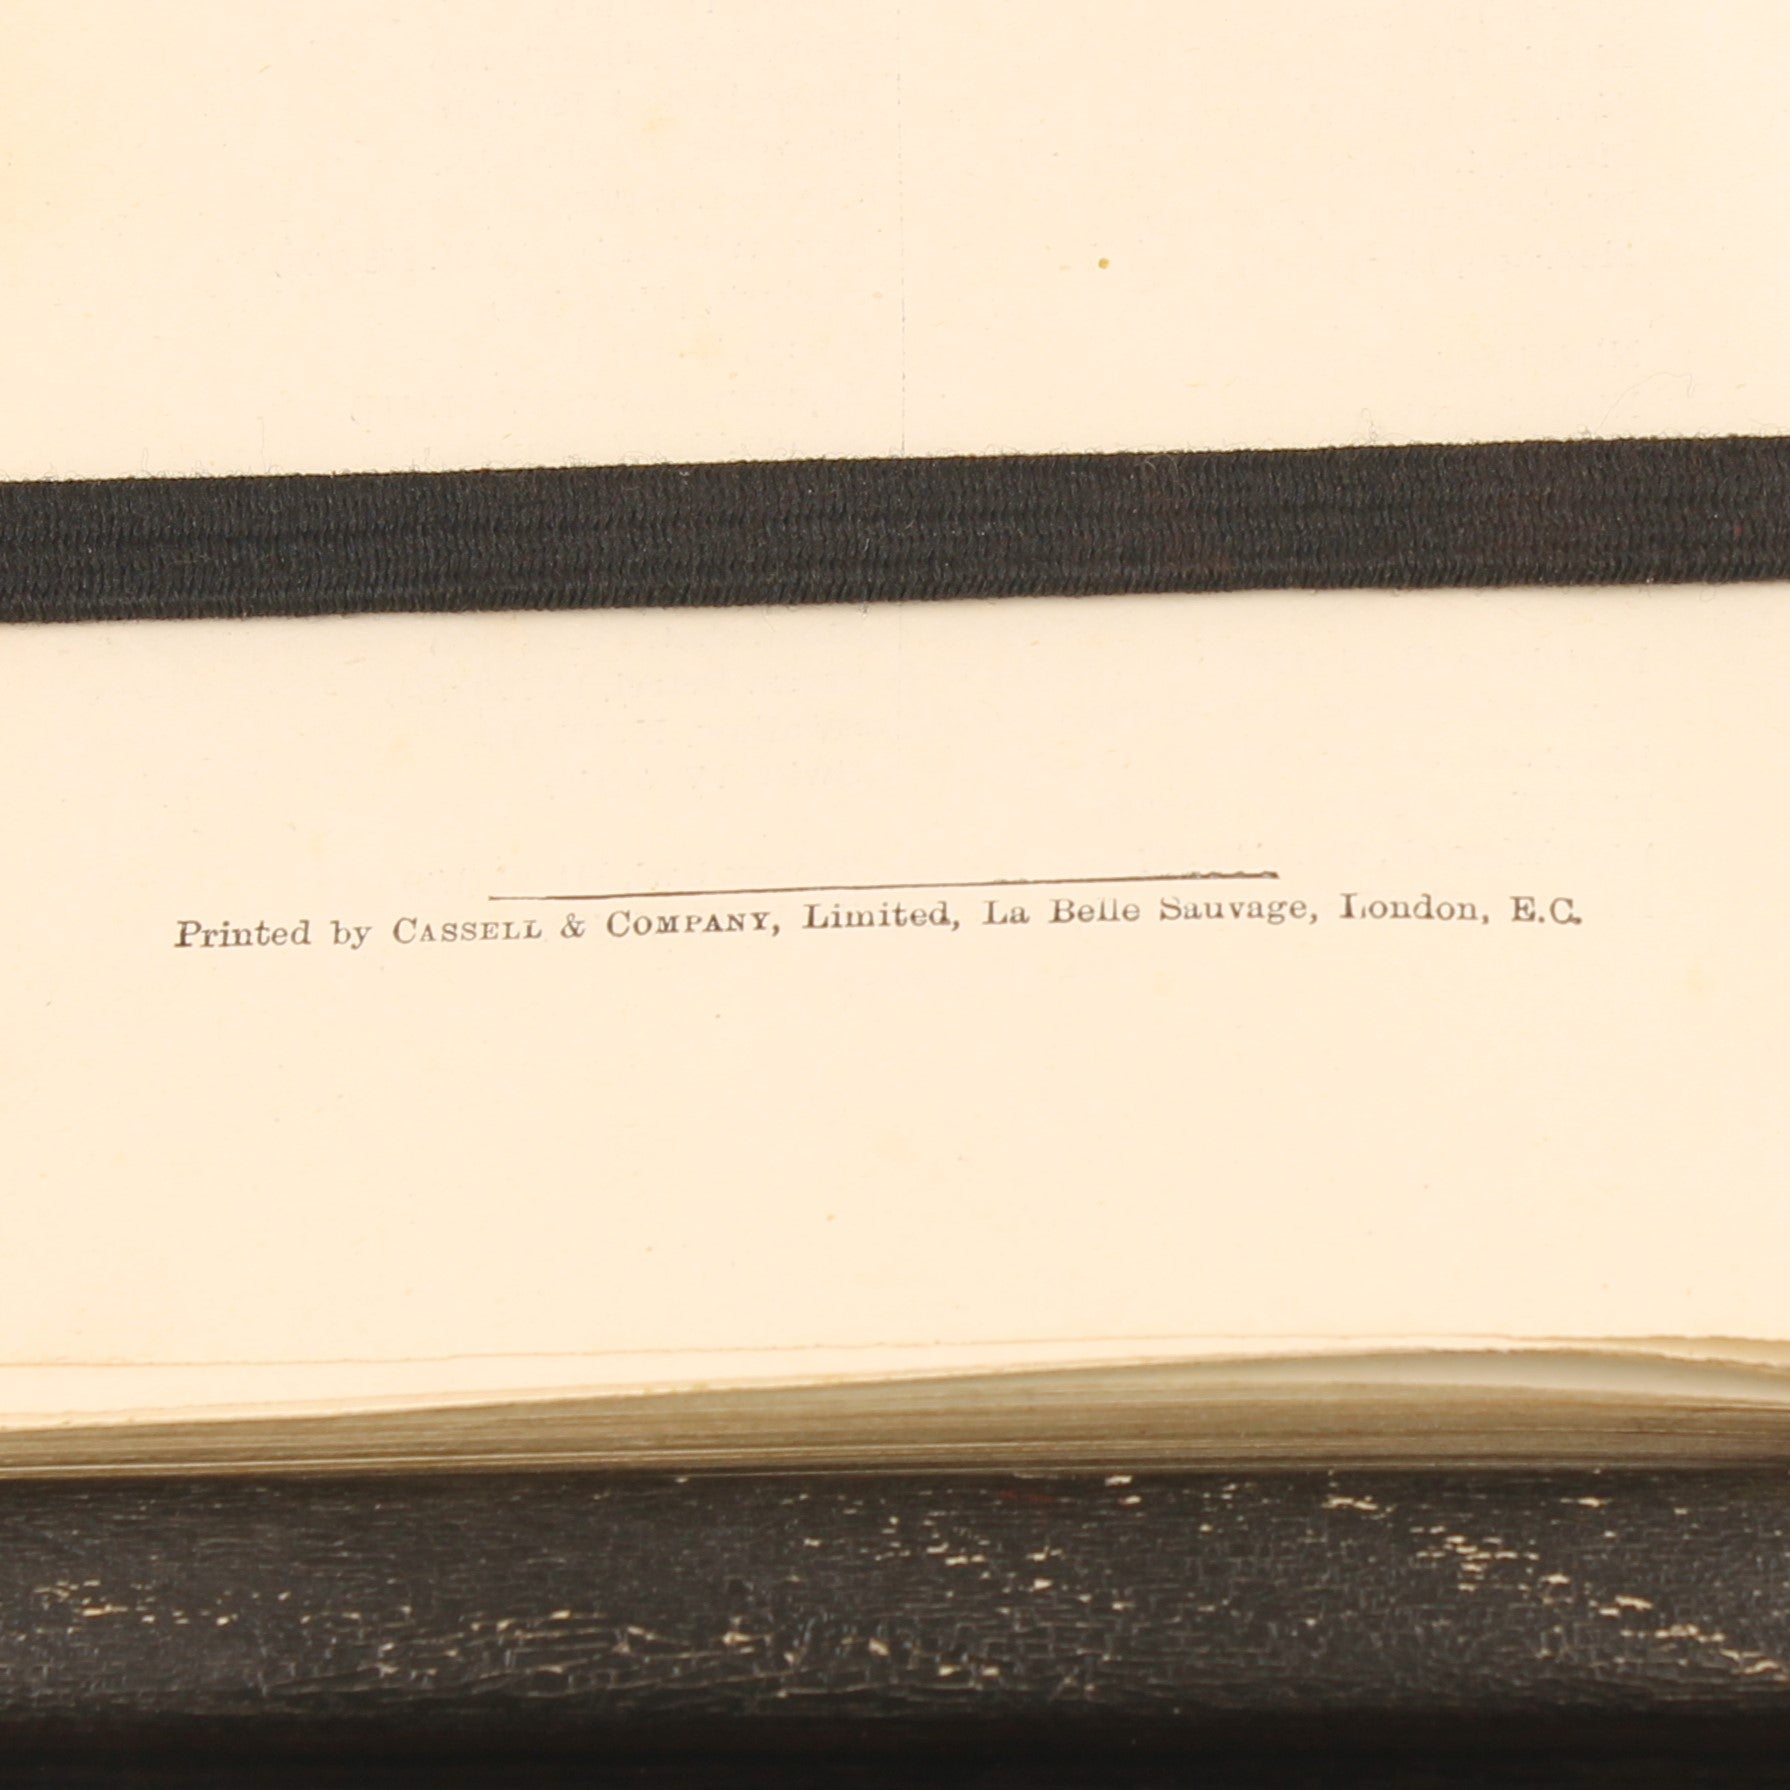 Printed by CASSELL & COMPANY, Limited, La Belle Sauvage, London, E.C.